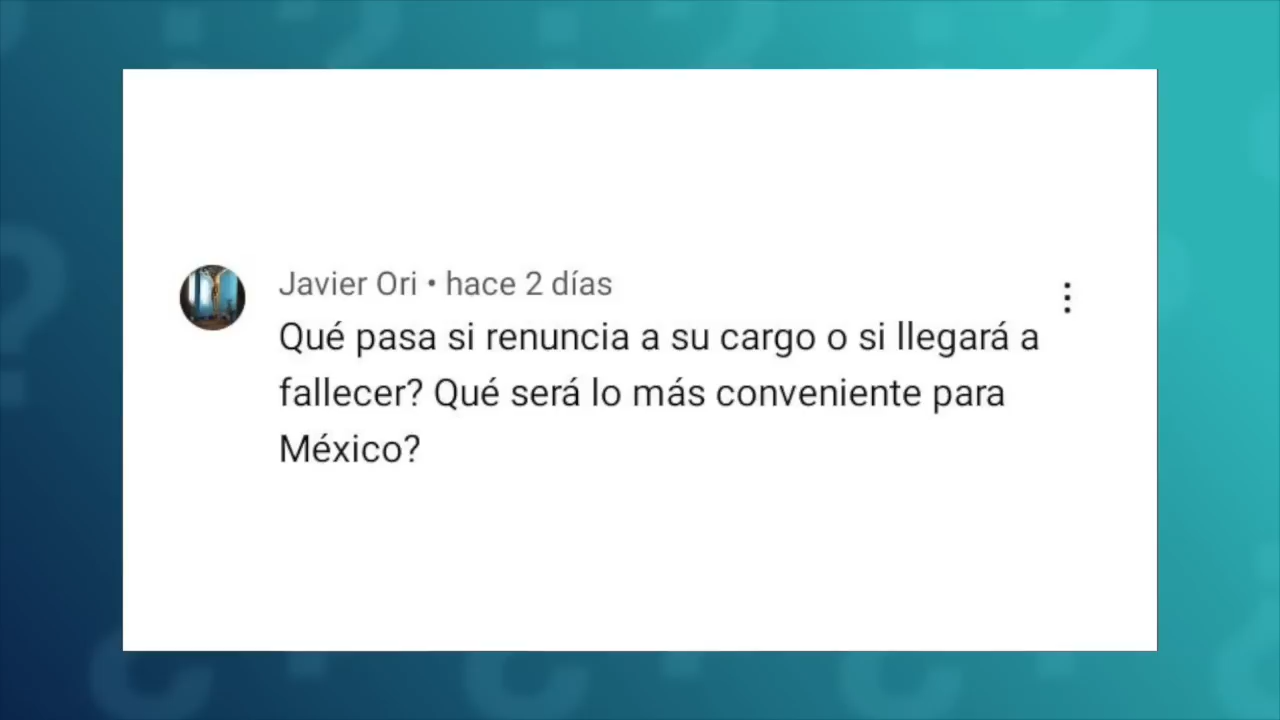 Javier Ori • hace 2 días
Qué pasa si renuncia a su cargo o si llegará a
fallecer? Qué será lo más conveniente para
México?